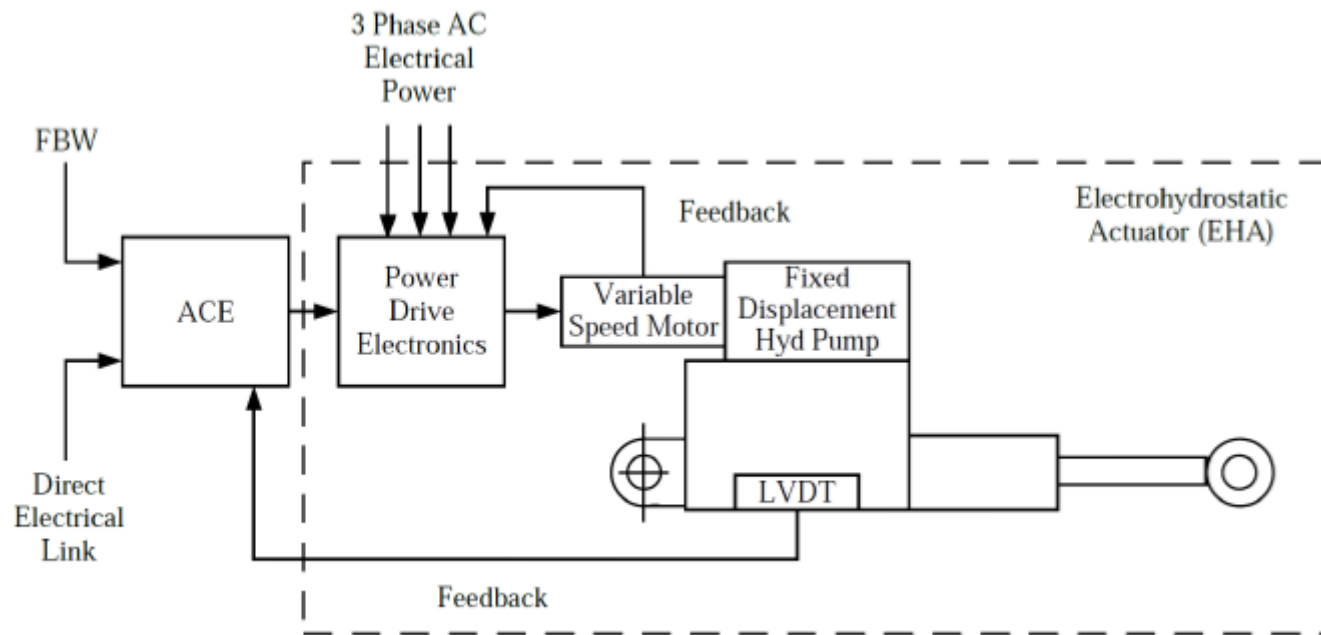 3 Phase AC
Electrical
Power
FBW
Feedback
Electrohydrostatic
Actuator (EHA)
ACE
Power
Drive
Electronics
Variable
Speed Motor
Fixed
Displacement
Hyd Pump
LVDT
Direct
Electrical
Link
Feedback